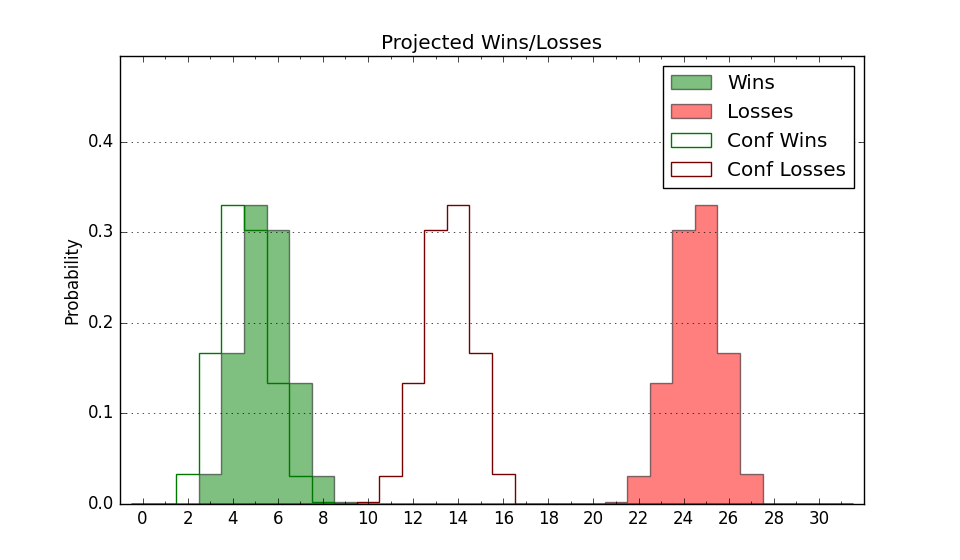 Projected Wins/Losses
Wins
Losses
Conf Wins
Conf Losses
Probability
0.4
0.3
0.2
0.1
0.0
0 2 4 6 8 10 12 14 16 18 20 22 24 26 28 30